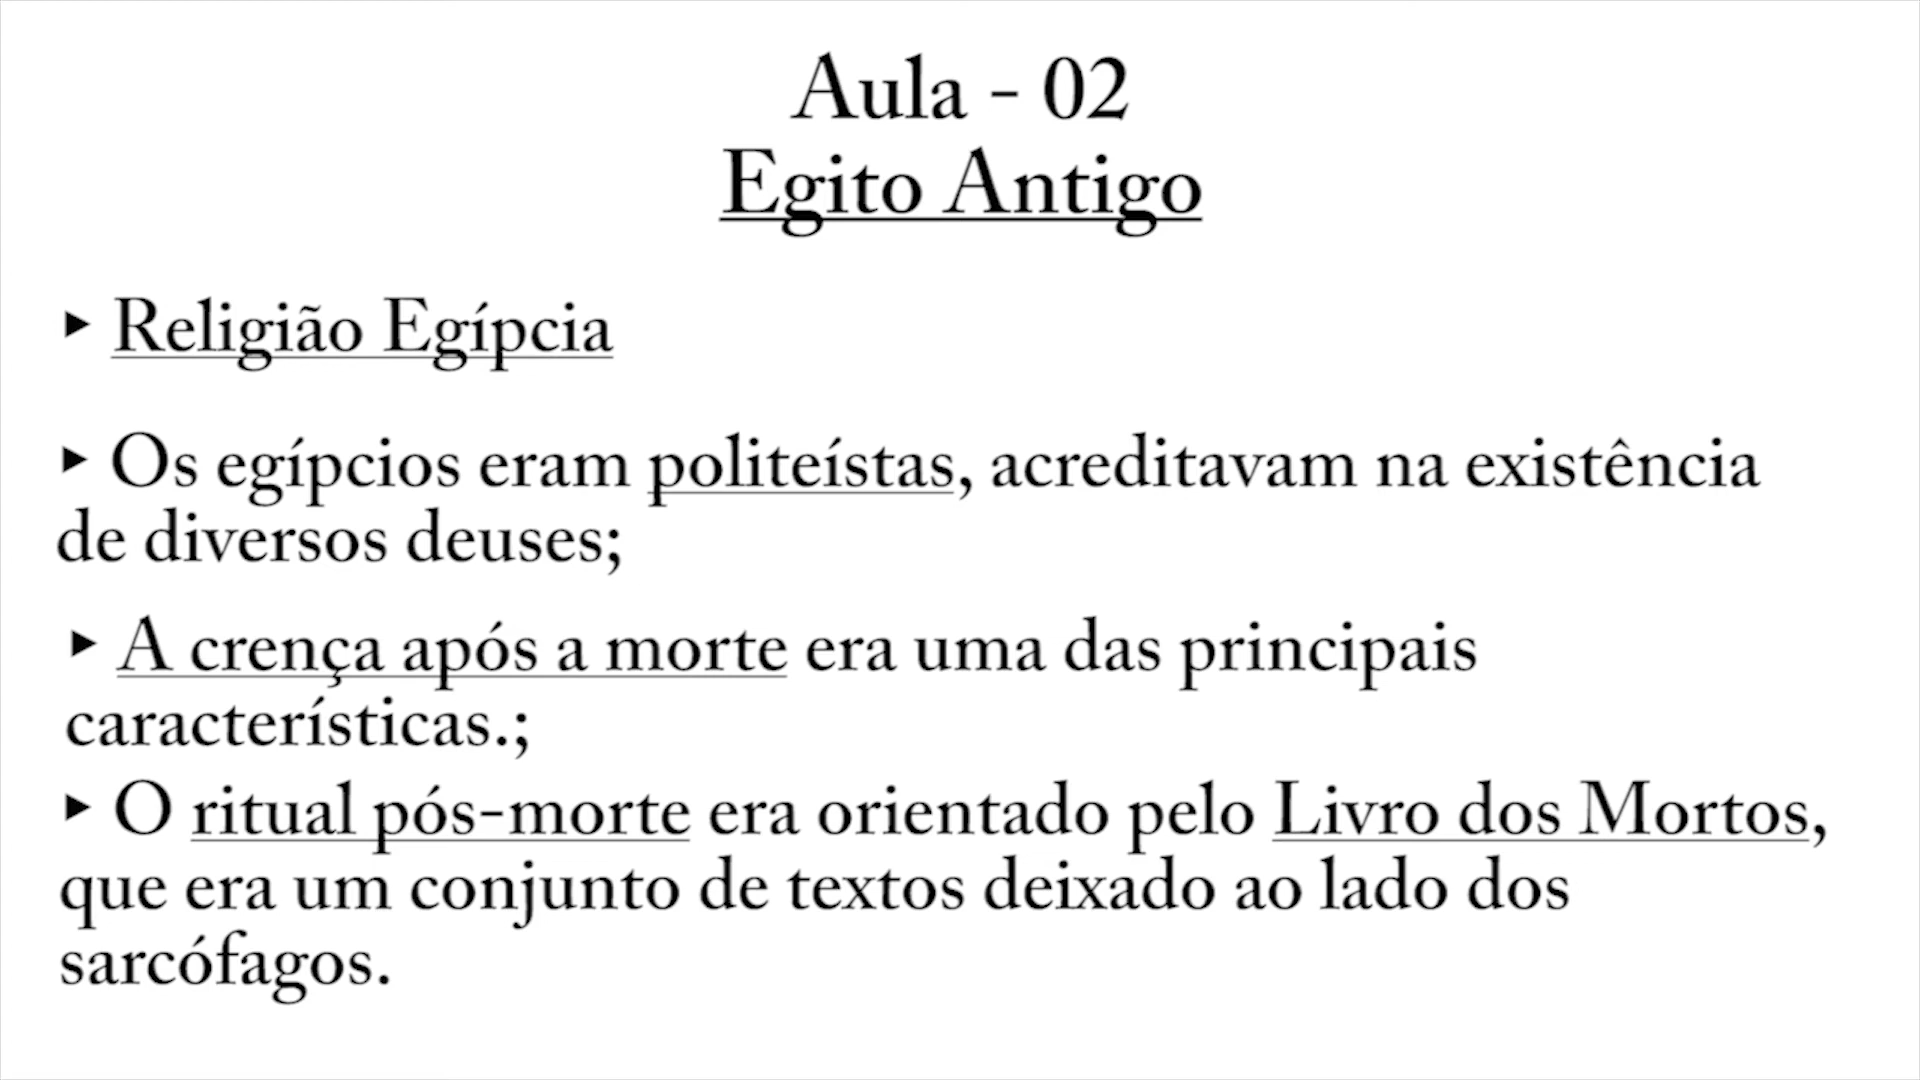 Aula - 02
Egito Antigo
‣ Religião Egípcia
‣ Os egípcios eram politeístas, acreditavam na existência
de diversos deuses;
‣ A crença após a morte era uma das principais
características.;
‣ O ritual pós-morte era orientado pelo Livro dos Mortos,
que era um conjunto de textos deixado ao lado dos
sarcófagos.